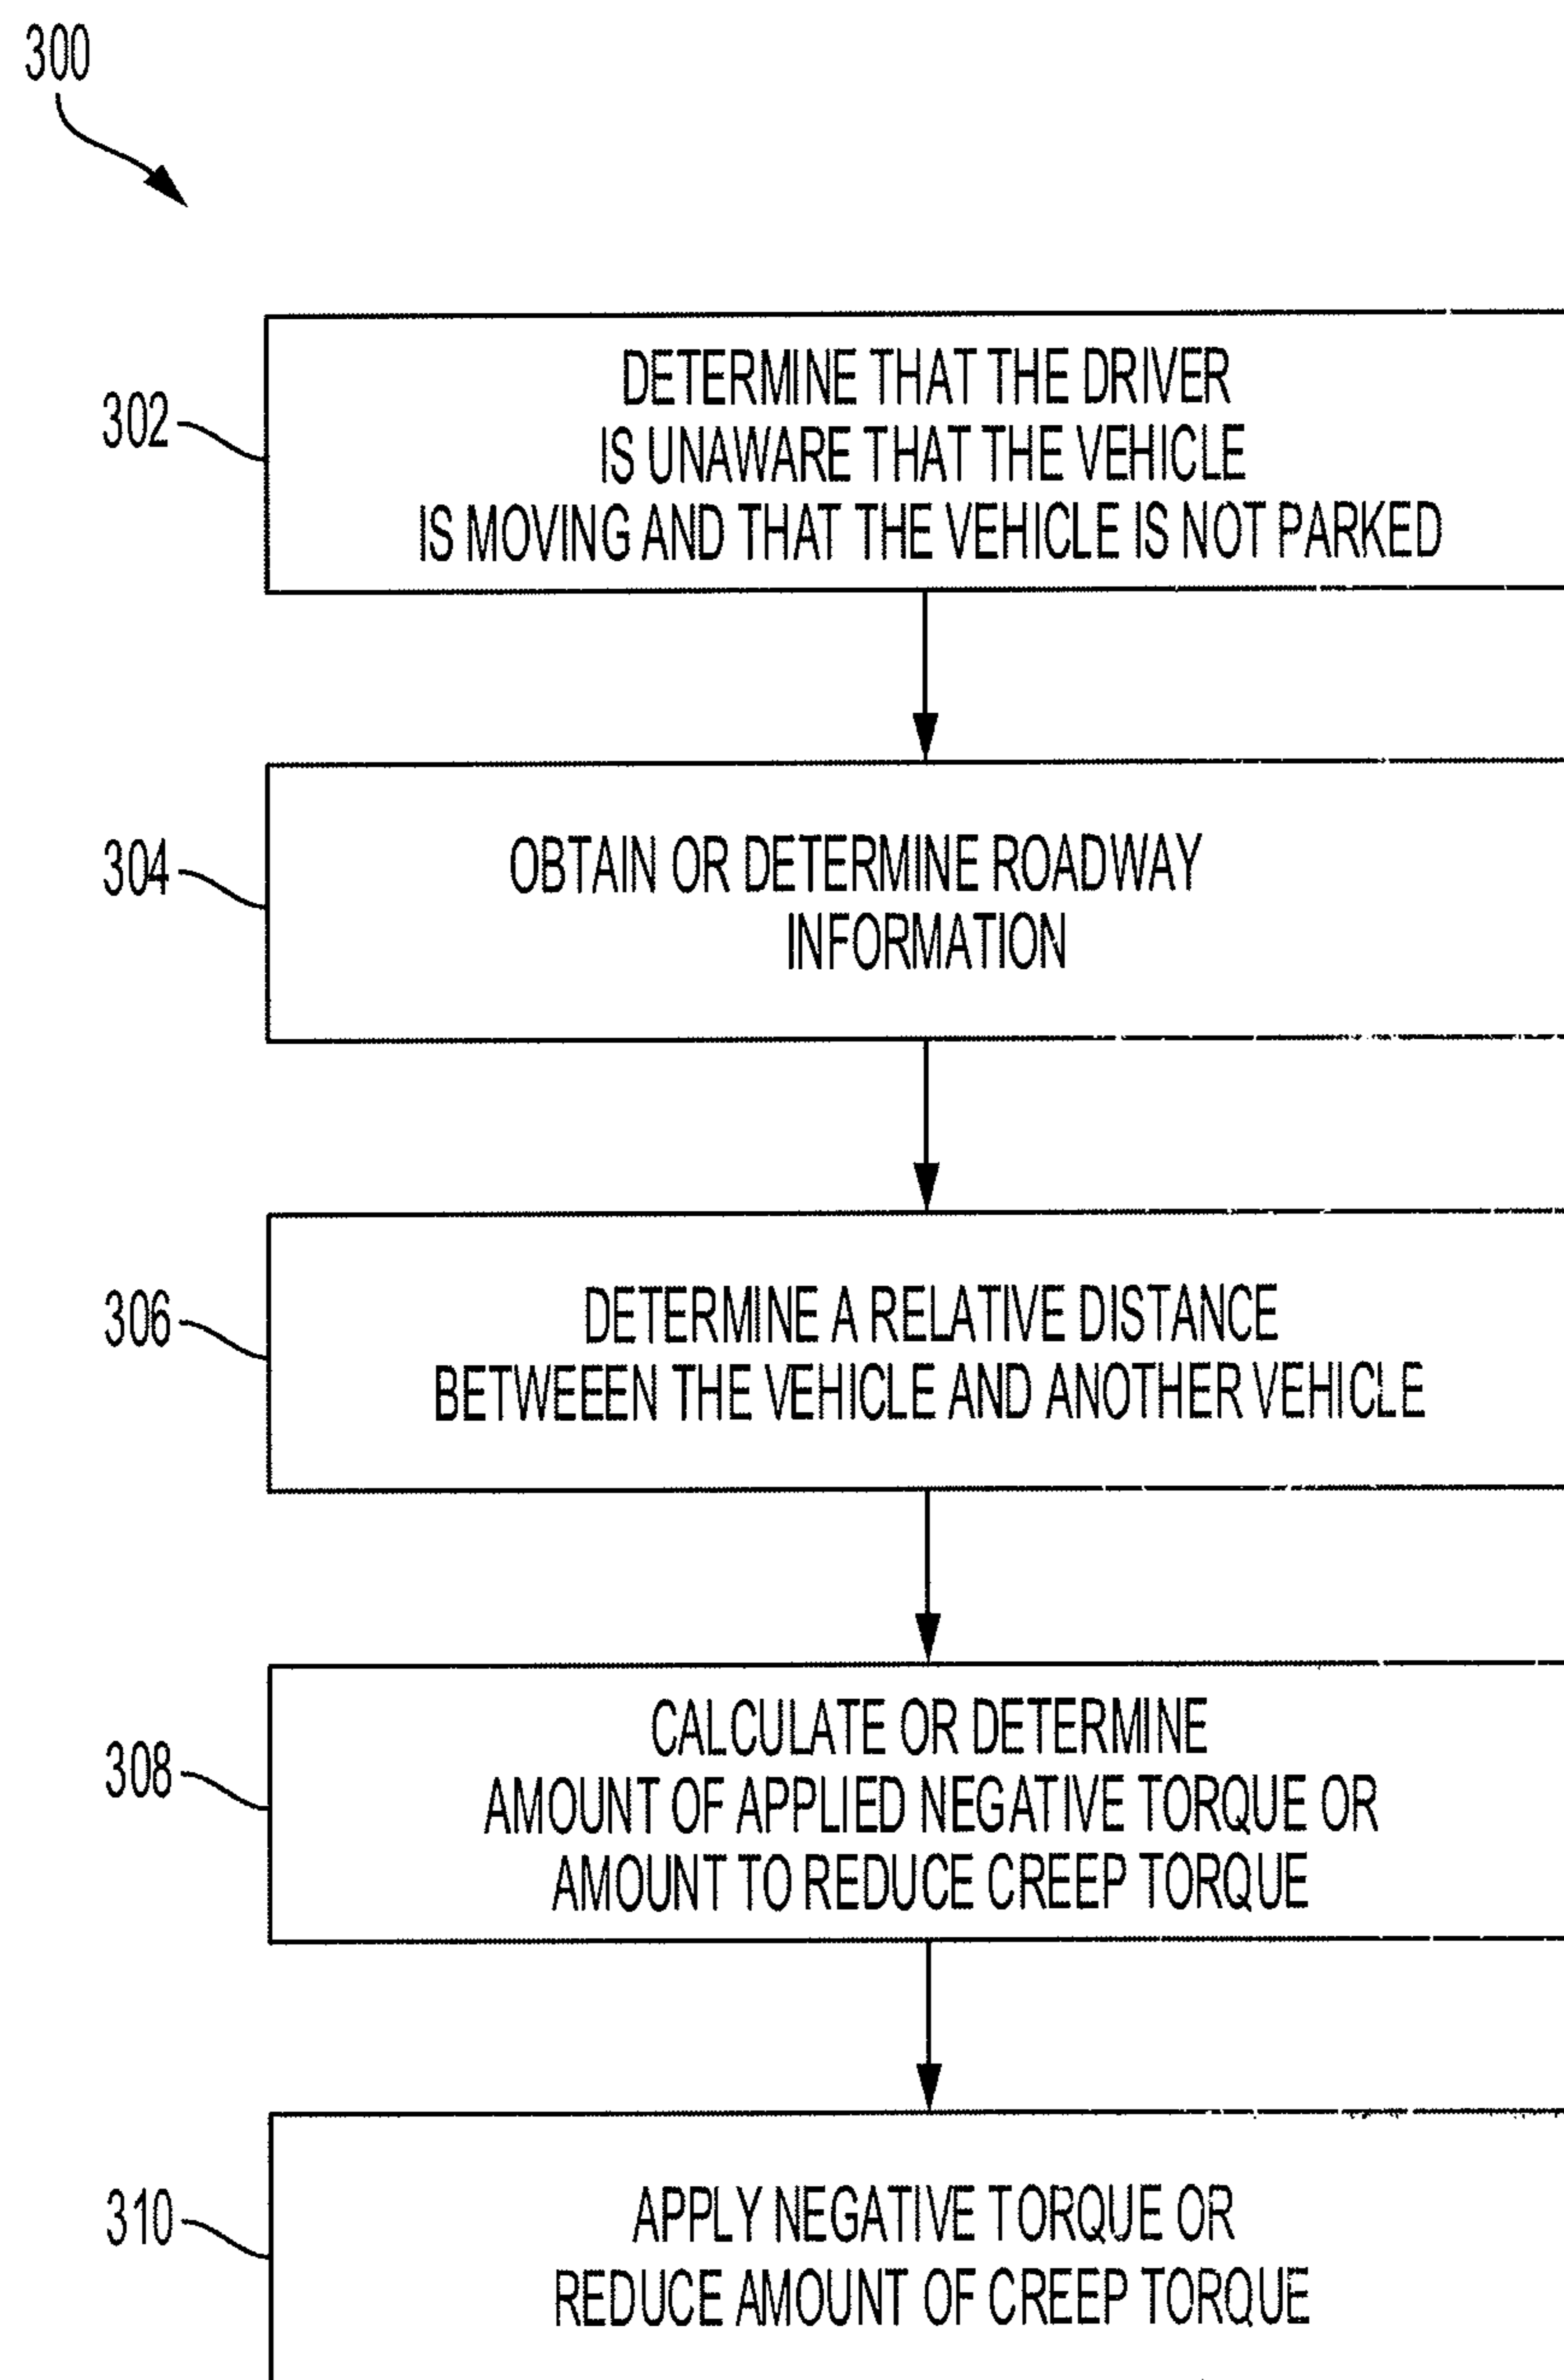 300
302
DETERMINE THAT THE DRIVER
IS UNAWARE THAT THE VEHICLE
IS MOVING AND THAT THE VEHICLE IS NOT PARKED
304
OBTAIN OR DETERMINE ROADWAY
INFORMATION
306
DETERMINE A RELATIVE DISTANCE
BETWEEEN THE VEHICLE AND ANOTHER VEHICLE
308
CALCULATE OR DETERMINE
AMOUNT OF APPLIED NEGATIVE TORQUE OR
AMOUNT TO REDUCE CREEP TORQUE
310
APPLY NEGATIVE TORQUE OR
REDUCE AMOUNT OF CREEP TORQUE